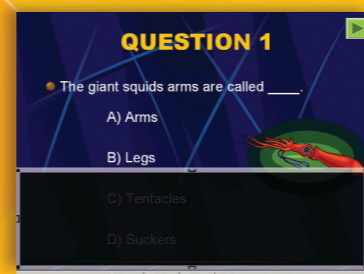 QUESTION 1
The giant squids arms are called ____.
A) Arms
B) Legs
C) Tentacles
D) Suckers